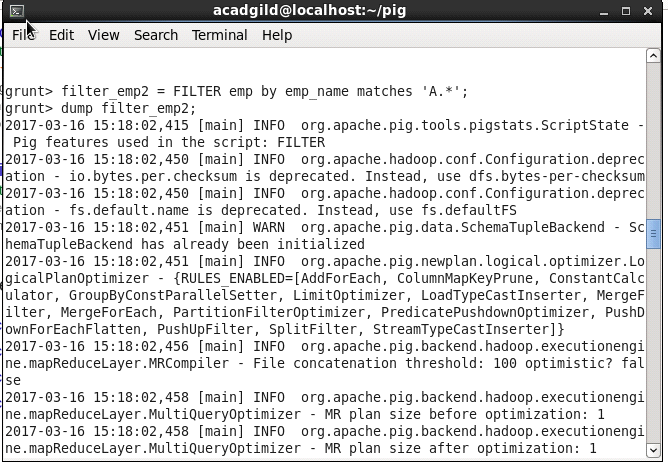 acadgild@localhost:~/pig
File Edit View Search Terminal Help
grunt> filter_emp2 = FILTER emp by emp_name matches 'A.*';
grunt> dump filter_emp2;
2017-03-16 15:18:02,415 [main] INFO  org.apache.pig.tools.pigstats.ScriptState -
 Pig features used in the script: FILTER
2017-03-16 15:18:02,450 [main] INFO  org.apache.hadoop.conf.Configuration.deprec
ation - io.bytes.per.checksum is deprecated. Instead, use dfs.bytes-per-checksum
2017-03-16 15:18:02,450 [main] INFO  org.apache.hadoop.conf.Configuration.deprec
ation - fs.default.name is deprecated. Instead, use fs.defaultFS
2017-03-16 15:18:02,451 [main] WARN  org.apache.pig.data.SchemaTupleBackend - Sc
hemaTupleBackend has already been initialized
2017-03-16 15:18:02,451 [main] INFO  org.apache.pig.newplan.logical.optimizer.Lo
gicalPlanOptimizer - {RULES_ENABLED=[AddForEach, ColumnMapKeyPrune, ConstantCalc
ulator, GroupByConstParallelSetter, LimitOptimizer, LoadTypeCastInserter, MergeF
ilter, MergeForEach, PartitionFilterOptimizer, PredicatePushdownOptimizer, PushD
ownForEachFlatten, PushUpFilter, SplitFilter, StreamTypeCastInserter]}
2017-03-16 15:18:02,456 [main] INFO  org.apache.pig.backend.hadoop.executionengi
ne.mapReduceLayer.MRCompiler - File concatenation threshold: 100 optimistic? fal
se
2017-03-16 15:18:02,458 [main] INFO  org.apache.pig.backend.hadoop.executionengi
ne.mapReduceLayer.MultiQueryOptimizer - MR plan size before optimization: 1
2017-03-16 15:18:02,458 [main] INFO  org.apache.pig.backend.hadoop.executionengi
ne.mapReduceLayer.MultiQueryOptimizer - MR plan size after optimization: 1